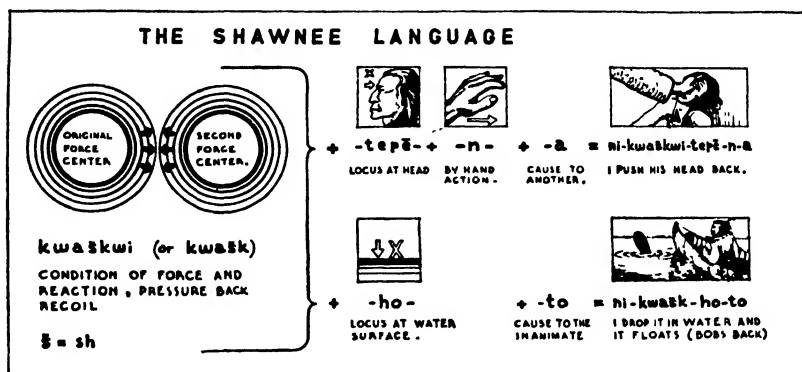 THE SHAWNEE LANGUAGE
ORIGINAL
FORCE
CENTER
SECOND
FORCE
CENTER.
kwaškwi (or kwašk)
CONDITION OF FORCE AND
REACTION, PRESSURE BACK
RECOIL
š = sh
X
+ -tepē- + -n- + -a = ni-kwaškwi-tepē-n-a
LOCUS AT HEAD
BY HAND
ACTION-
CAUSE TO
ANOTHER.
I PUSH HIS HEAD BACK.
X
+ -ho- + -to = ni-kwašk-ho-to
LOCUS AT WATER
SURFACE.
CAUSE TO THE
INANIMATE
I DROP IT IN WATER AND
IT FLOATS (BOBS BACK)